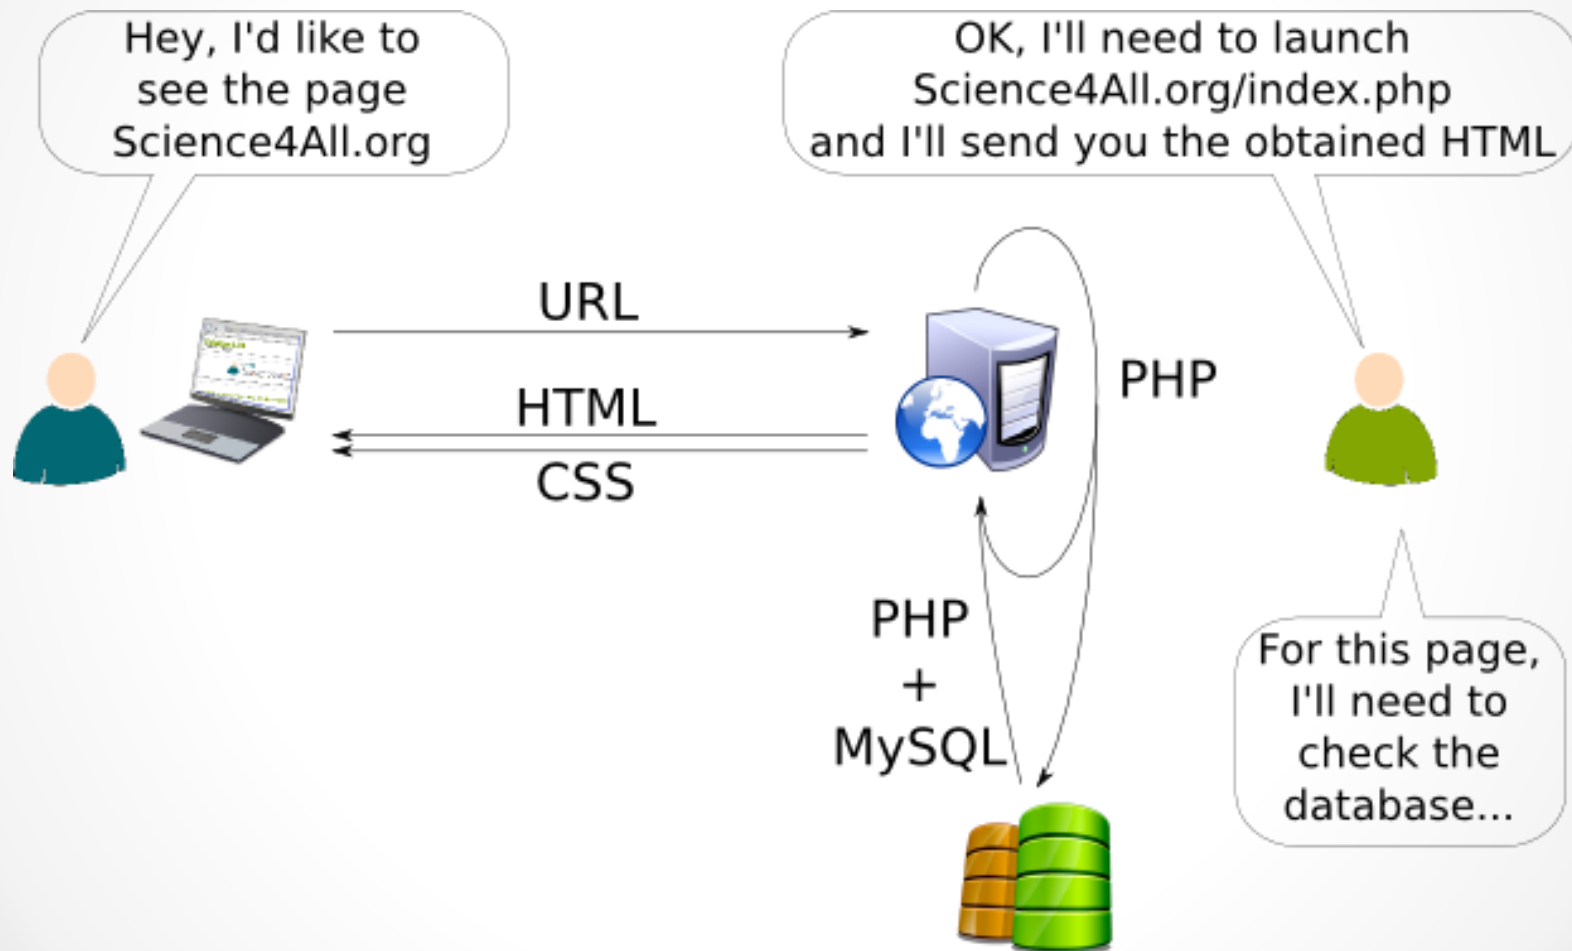 Hey, I'd like to
see the page
Science4All.org
OK, I'll need to launch
Science4All.org/index.php
and I'll send you the obtained HTML
URL
HTML
CSS
PHP
PHP
+
MySQL
For this page,
I'll need to
check the
database...